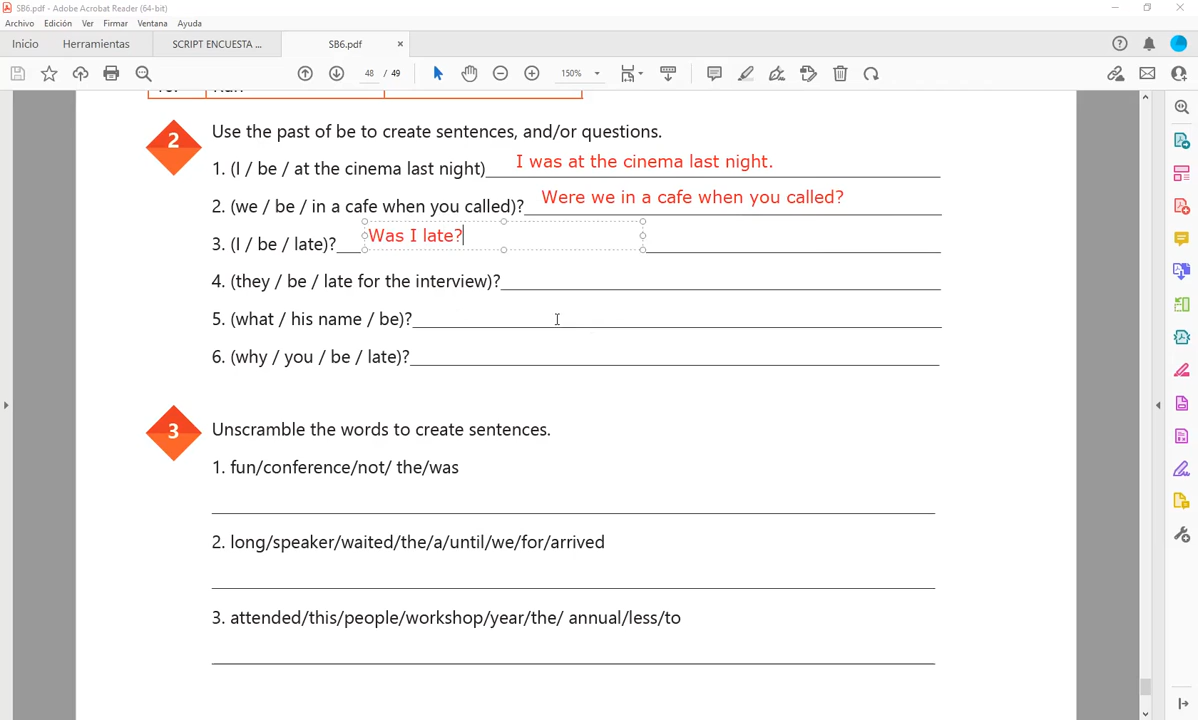 SB6.pdf - Adobe Acrobat Reader (64-bit)
Archivo Edición Ver Firmar Ventana Ayuda
Inicio Herramientas SCRIPT ENCUESTA ... SB6.pdf ×
48 / 49 150%
2 Use the past of be to create sentences, and/or questions.
1. (I / be / at the cinema last night) I was at the cinema last night.
2. (we / be / in a cafe when you called)? Were we in a cafe when you called?
3. (I / be / late)? Was I late?
4. (they / be / late for the interview)?
5. (what / his name / be)?
6. (why / you / be / late)?
3 Unscramble the words to create sentences.
1. fun/conference/not/ the/was
2. long/speaker/waited/the/a/until/we/for/arrived
3. attended/this/people/workshop/year/the/ annual/less/to